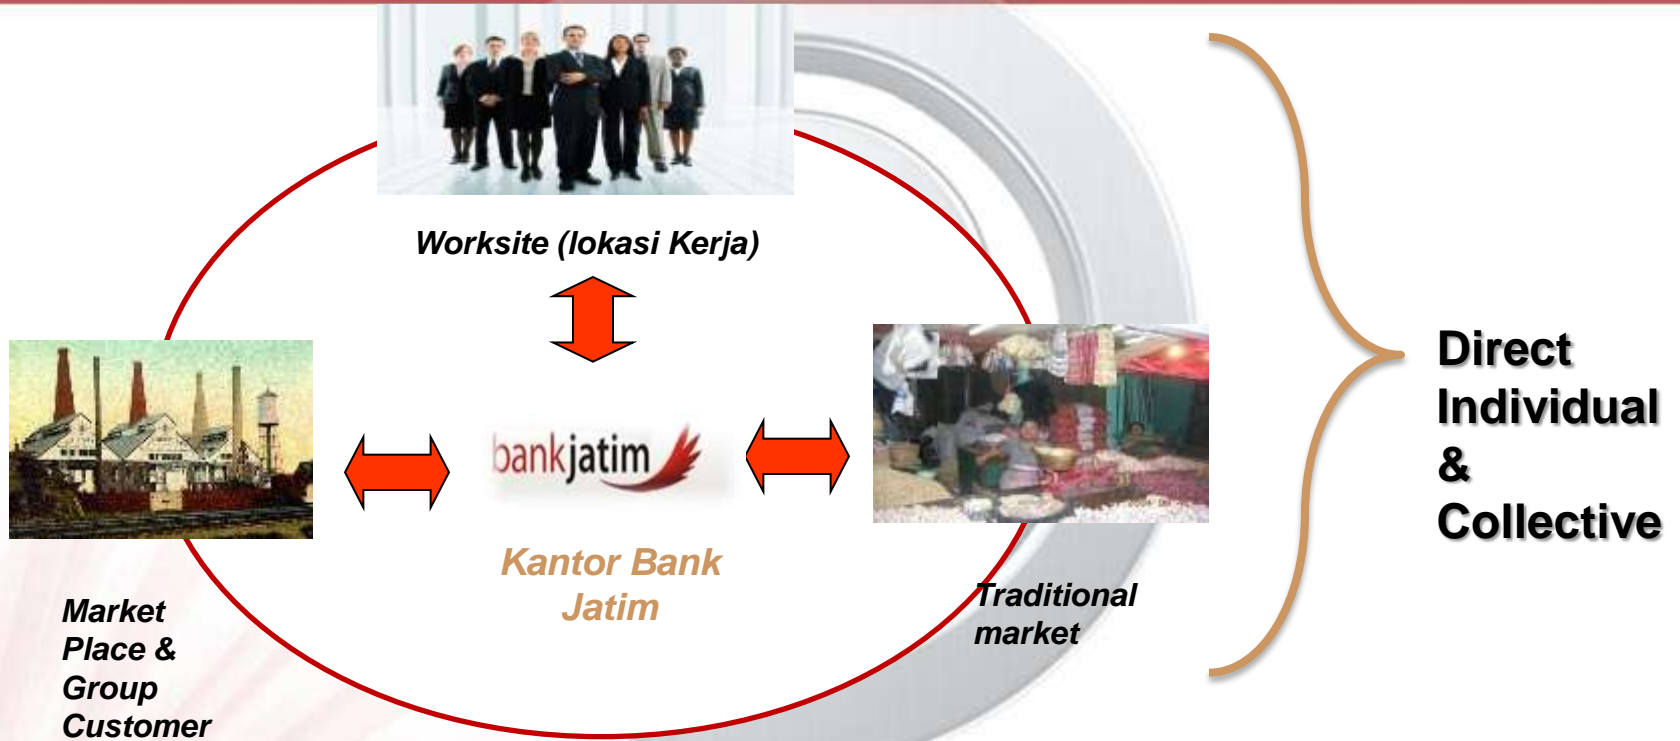 Worksite (lokasi Kerja)
bankjatim
Kantor Bank
Jatim
Market
Place &
Group
Customer
Traditional
market
Direct
Individual
&
Collective